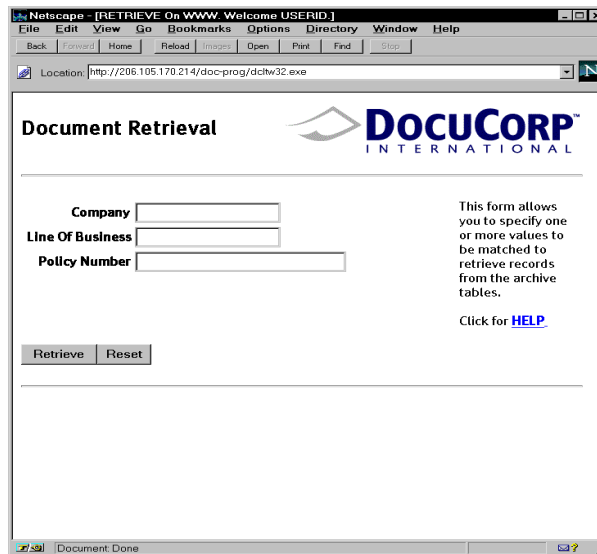 Netscape - [RETRIEVE On WWW. Welcome USERID.]
File Edit View Go Bookmarks Options Directory Window Help
Back Forward Home Reload Images Open Print Find Stop
Location: http://206.105.170.214/doc-prog/dcltw32.exe
N
Document Retrieval
DOCUCORP™
INTERNATIONAL
Company
Line Of Business
Policy Number
This form allows
you to specify one
or more values to
be matched to
retrieve records
from the archive
tables.
Click for HELP
Retrieve Reset
Document: Done